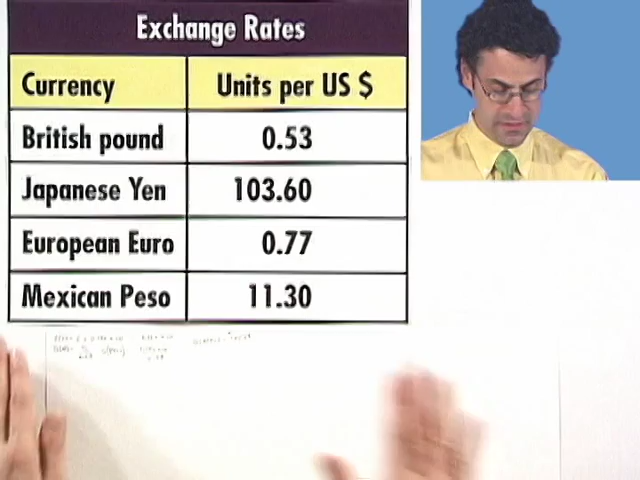 Exchange Rates
Currency Units per US $
British pound 0.53
Japanese Yen 103.60
European Euro 0.77
Mexican Peso 11.30